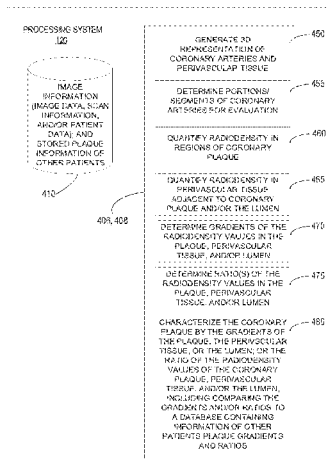 PROCESSING SYSTEM
120
IMAGE
INFORMATION
(IMAGE DATA, SCAN
INFORMATION,
AND/OR PATIENT
DATA); AND
STORED PLAQUE
INFORMATION OF
OTHER PATIENTS
410
406, 408
GENERATE 3D
REPRESENTATION OF
CORONARY ARTERIES AND
PERIVASCULAR TISSUE
450
DETERMINE PORTIONS/
SEGMENTS OF CORONARY
ARTERIES FOR EVALUATION
455
QUANTIFY RADIODENSITY IN
REGIONS OF CORONARY
PLAQUE
460
QUANTIFY RADIODENSITY IN
PERIVASCULAR TISSUE
ADJACENT TO CORONARY
PLAQUE AND/OR THE LUMEN
465
DETERMINE GRADIENTS OF THE
RADIODENSITY VALUES IN THE
PLAQUE, PERIVASCULAR
TISSUE, AND/OR LUMEN
470
DETERMINE RATIO(S) OF THE
RADIODENSITY VALUES IN THE
PLAQUE, PERIVASCULAR
TISSUE, AND/OR LUMEN
475
CHARACTERIZE THE CORONARY
PLAQUE BY THE GRADIENTS OF
THE PLAQUE, THE PERIVASCULAR
TISSUE, OR THE LUMEN; OR THE
RATIO OF THE RADIODENSITY
VALUES OF THE CORONARY
PLAQUE, PERIVASCULAR
TISSUE, AND/OR THE LUMEN,
INCLUDING COMPARING THE
GRADIENTS AND/OR RATIOS TO
A DATABASE CONTAINING
INFORMATION OF OTHER
PATIENTS PLAQUE GRADIENTS
AND RATIOS
480